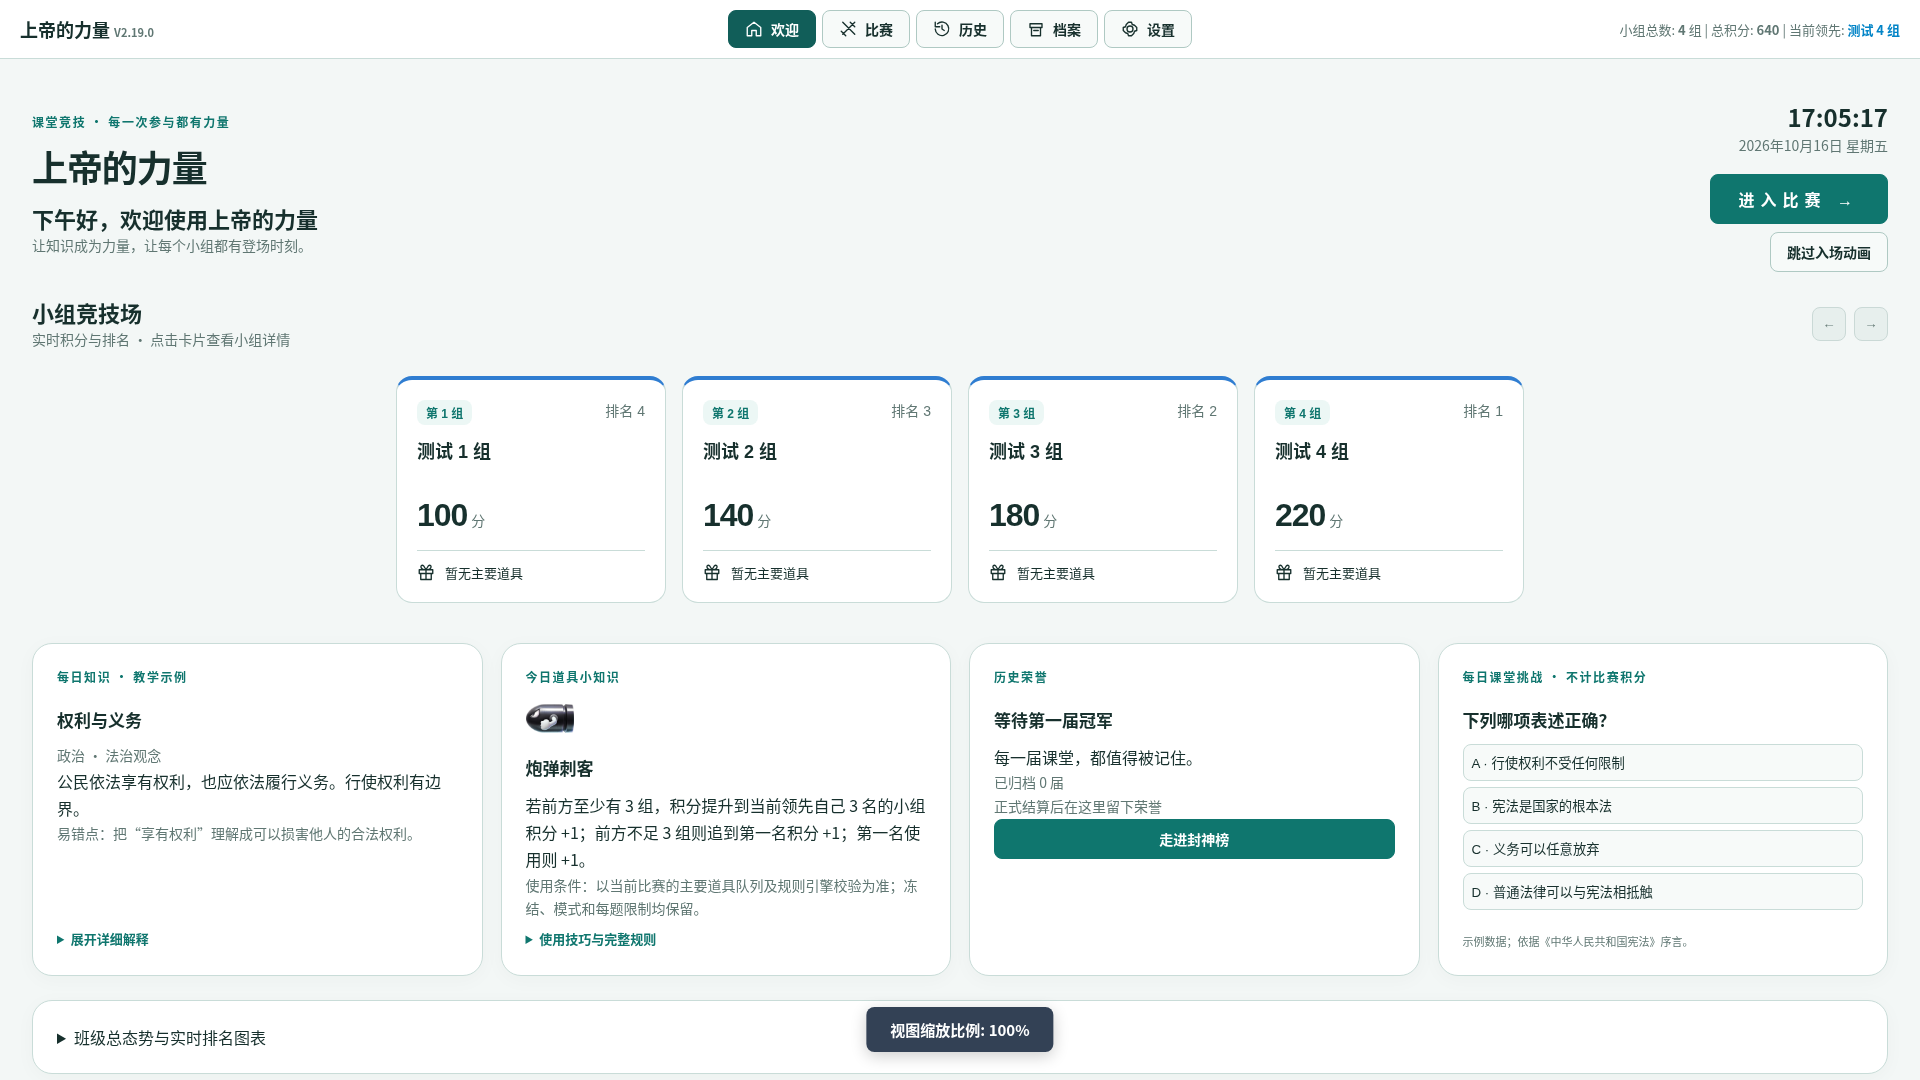 上帝的力量 V2.19.0
欢迎
比赛
历史
档案
设置
小组总数: 4 组 | 总积分: 640 | 当前领先: 测试 4 组
课堂竞技 · 每一次参与都有力量
上帝的力量
下午好，欢迎使用上帝的力量
让知识成为力量，让每个小组都有登场时刻。
17:05:17
2026年10月16日 星期五
进入比赛 →
跳过入场动画
小组竞技场
实时积分与排名 · 点击卡片查看小组详情
← →
第 1 组 排名 4
测试 1 组
100 分
暂无主要道具
第 2 组 排名 3
测试 2 组
140 分
暂无主要道具
第 3 组 排名 2
测试 3 组
180 分
暂无主要道具
第 4 组 排名 1
测试 4 组
220 分
暂无主要道具
每日知识 · 教学示例
权利与义务
政治 · 法治观念
公民依法享有权利，也应依法履行义务。行使权利有边
界。
易错点：把“享有权利”理解成可以损害他人的合法权利。
▶ 展开详细解释
今日道具小知识
炮弹刺客
若前方至少有 3 组，积分提升到当前领先自己 3 名的小组
积分 +1；前方不足 3 组则追到第一名积分 +1；第一名使
用则 +1。
使用条件：以当前比赛的主要道具队列及规则引擎校验为准；冻
结、模式和每题限制均保留。
▶ 使用技巧与完整规则
历史荣誉
等待第一届冠军
每一届课堂，都值得被记住。
已归档 0 届
正式结算后在这里留下荣誉
走进封神榜
每日课堂挑战 · 不计比赛积分
下列哪项表述正确？
A · 行使权利不受任何限制
B · 宪法是国家的根本法
C · 义务可以任意放弃
D · 普通法律可以与宪法相抵触
示例数据；依据《中华人民共和国宪法》序言。
▶ 班级总态势与实时排名图表
视图缩放比例: 100%